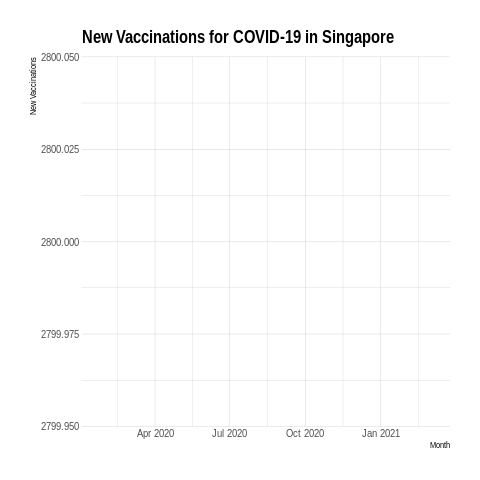 New Vaccinations for COVID-19 in Singapore
New Vaccinations
2800.050
2800.025
2800.000
2799.975
2799.950
Apr 2020 Jul 2020 Oct 2020 Jan 2021
Month